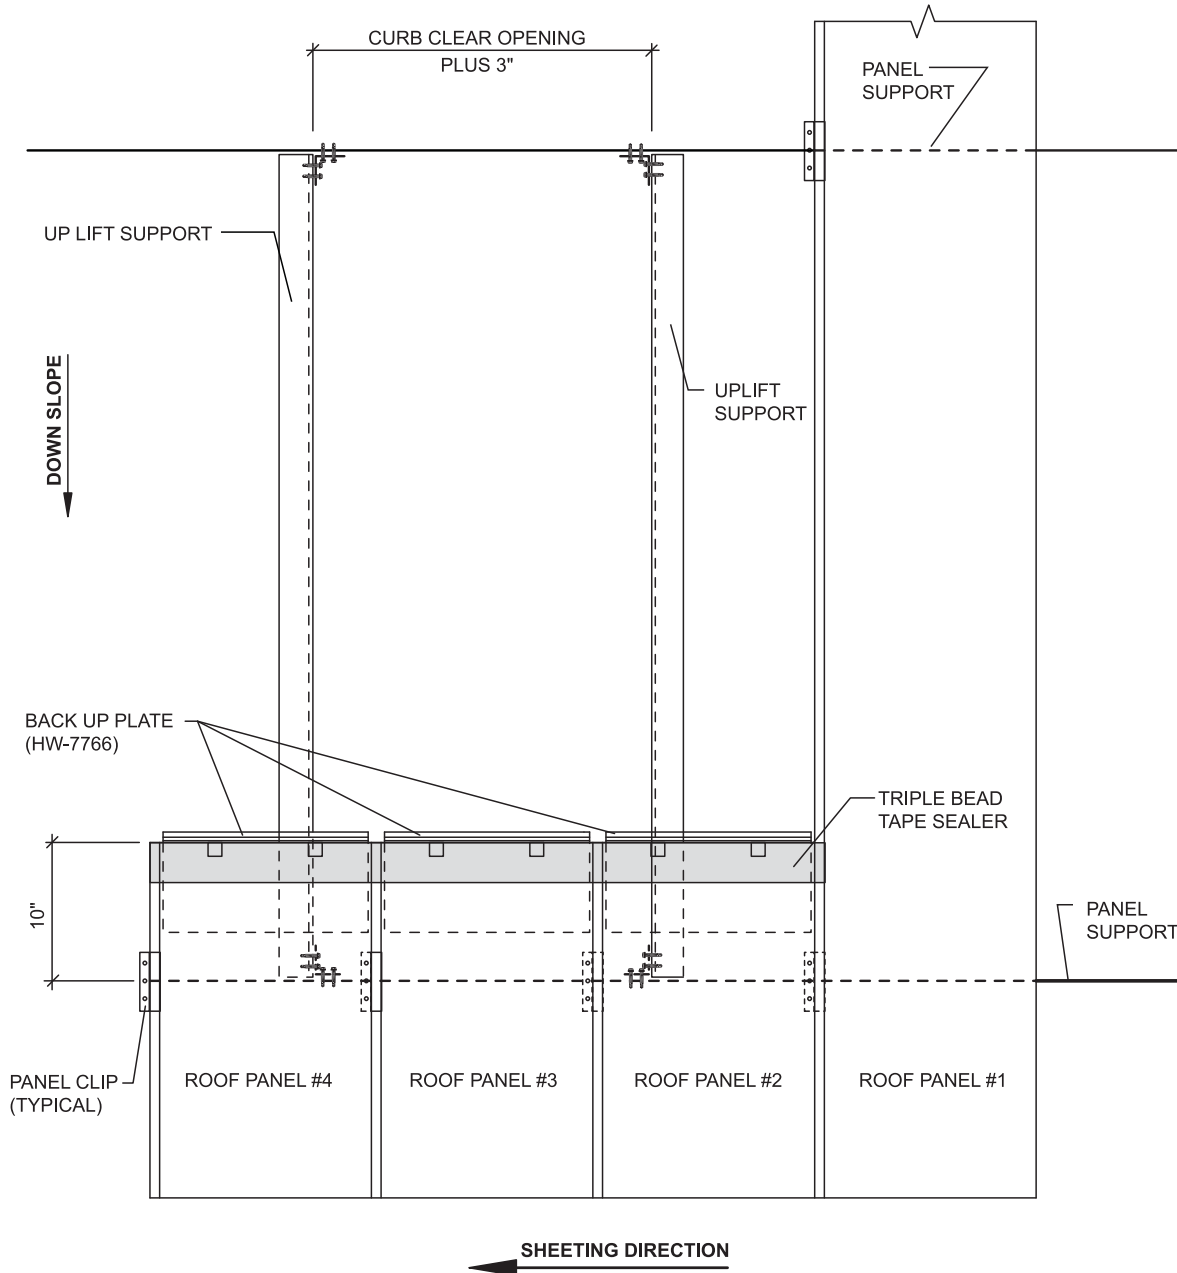 CURB CLEAR OPENING
PLUS 3"
PANEL
SUPPORT
UP LIFT SUPPORT
DOWN SLOPE
UPLIFT
SUPPORT
BACK UP PLATE
(HW-7766)
TRIPLE BEAD
TAPE SEALER
10"
PANEL
SUPPORT
PANEL CLIP
(TYPICAL)
ROOF PANEL #4
ROOF PANEL #3
ROOF PANEL #2
ROOF PANEL #1
SHEETING DIRECTION